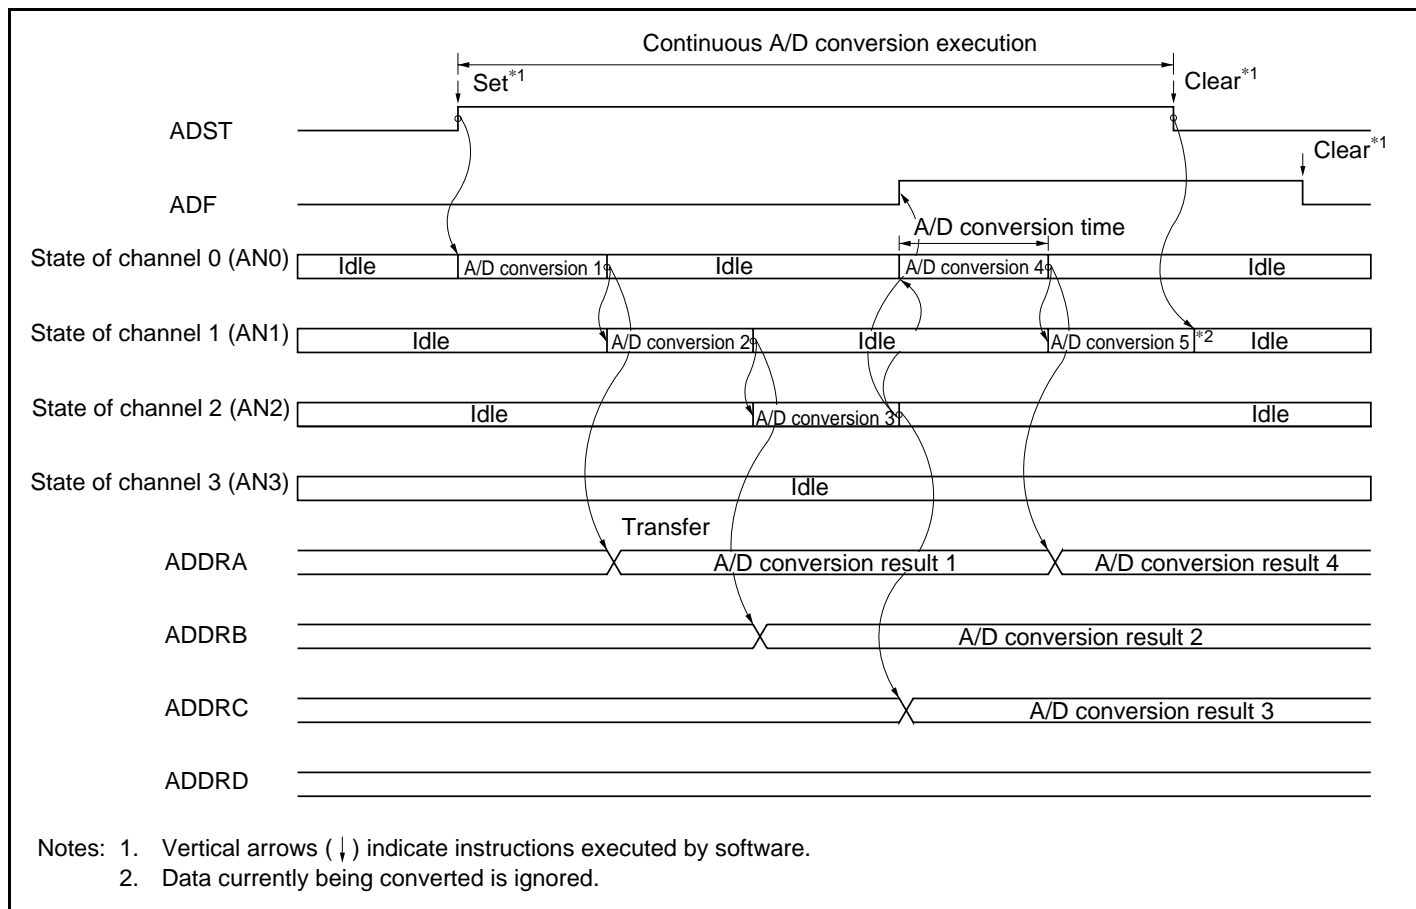 Continuous A/D conversion execution
Set*1
Clear*1
ADST
Clear*1
ADF
A/D conversion time
State of channel 0 (AN0)
Idle
A/D conversion 1
Idle
A/D conversion 4
Idle
State of channel 1 (AN1)
Idle
A/D conversion 2
Idle
A/D conversion 5
*2
Idle
State of channel 2 (AN2)
Idle
A/D conversion 3
Idle
State of channel 3 (AN3)
Idle
Transfer
ADDRA
A/D conversion result 1
A/D conversion result 4
ADDRB
A/D conversion result 2
ADDRC
A/D conversion result 3
ADDRD
Notes: 1. Vertical arrows (↓) indicate instructions executed by software.
2. Data currently being converted is ignored.